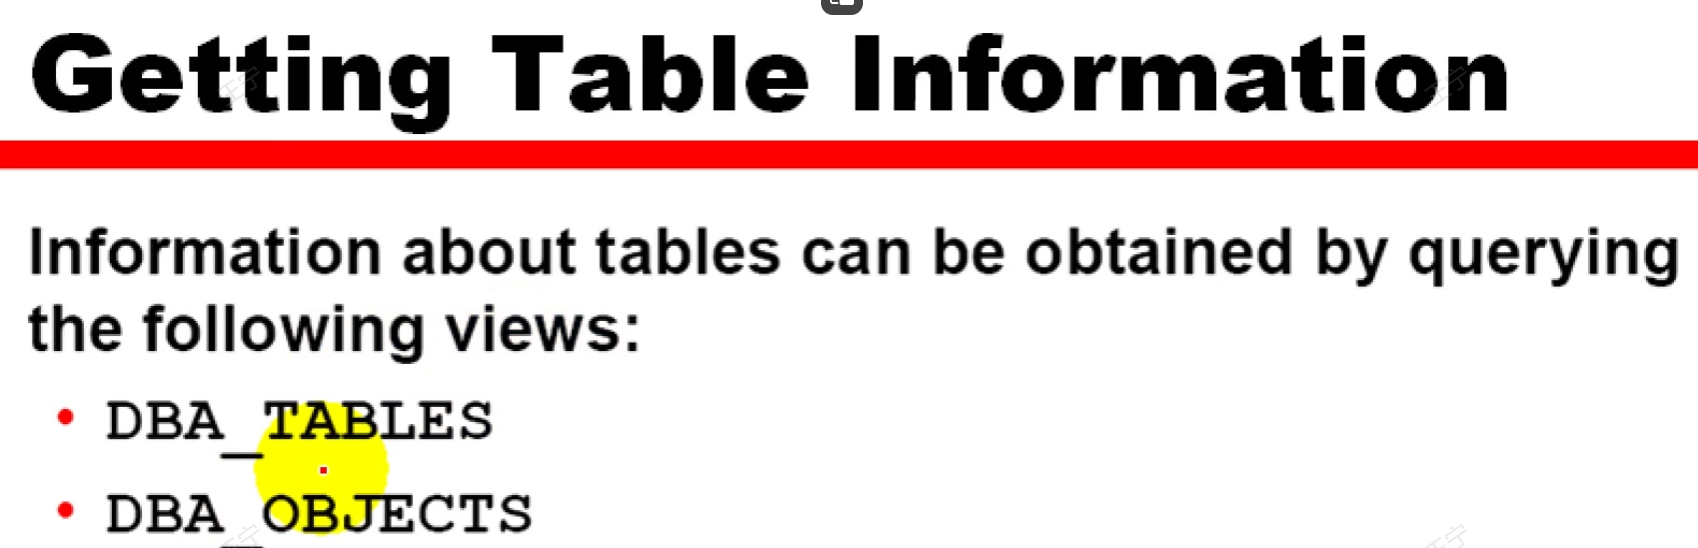 Getting Table Information
Information about tables can be obtained by querying
the following views:
• DBA_TABLES
• DBA_OBJECTS